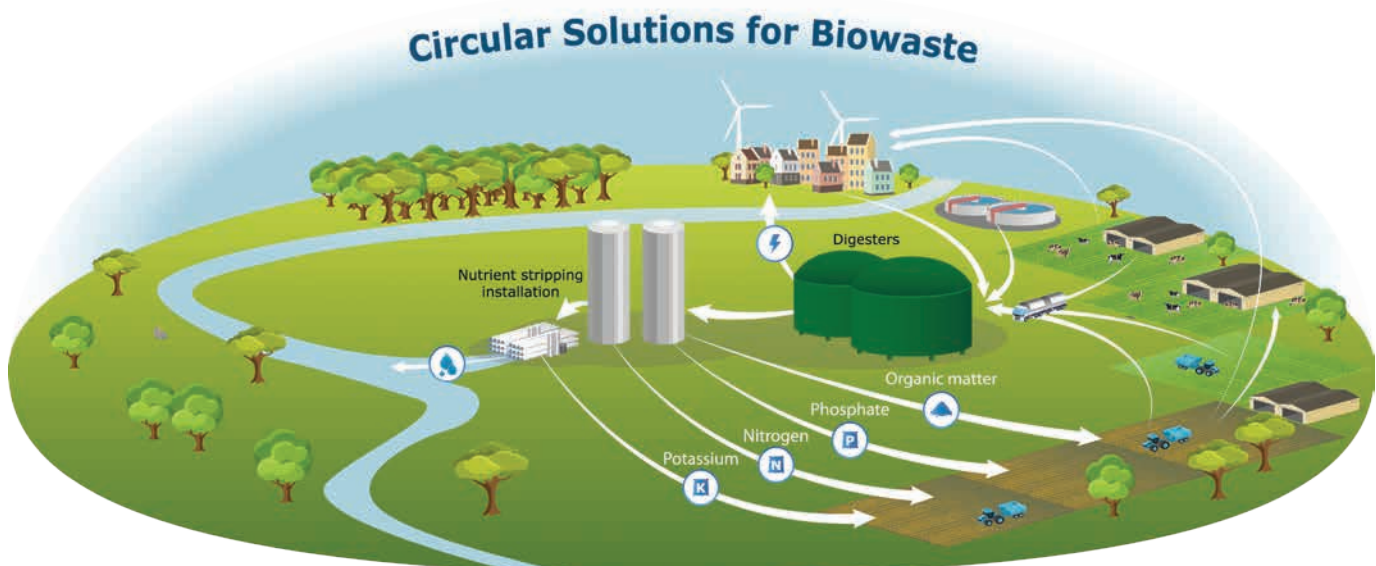 Circular Solutions for Biowaste
Digesters
Nutrient stripping
installation
Organic matter
Phosphate
P
Nitrogen
N
Potassium
K